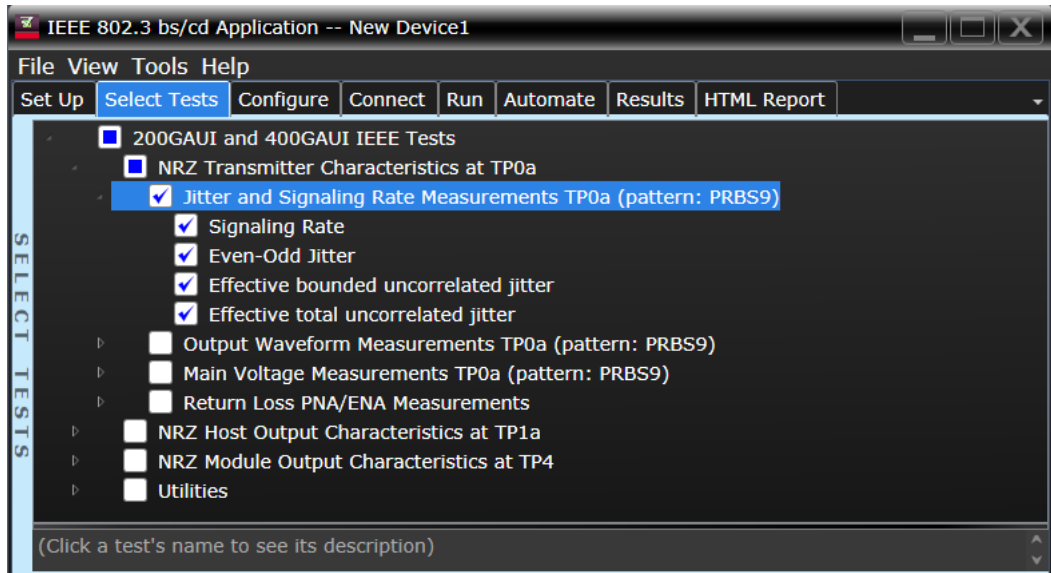 IEEE 802.3 bs/cd Application -- New Device1
File View Tools Help
Set Up Select Tests Configure Connect Run Automate Results HTML Report
SELECT TESTS
200GAUI and 400GAUI IEEE Tests
NRZ Transmitter Characteristics at TP0a
Jitter and Signaling Rate Measurements TP0a (pattern: PRBS9)
Signaling Rate
Even-Odd Jitter
Effective bounded uncorrelated jitter
Effective total uncorrelated jitter
Output Waveform Measurements TP0a (pattern: PRBS9)
Main Voltage Measurements TP0a (pattern: PRBS9)
Return Loss PNA/ENA Measurements
NRZ Host Output Characteristics at TP1a
NRZ Module Output Characteristics at TP4
Utilities
(Click a test's name to see its description)